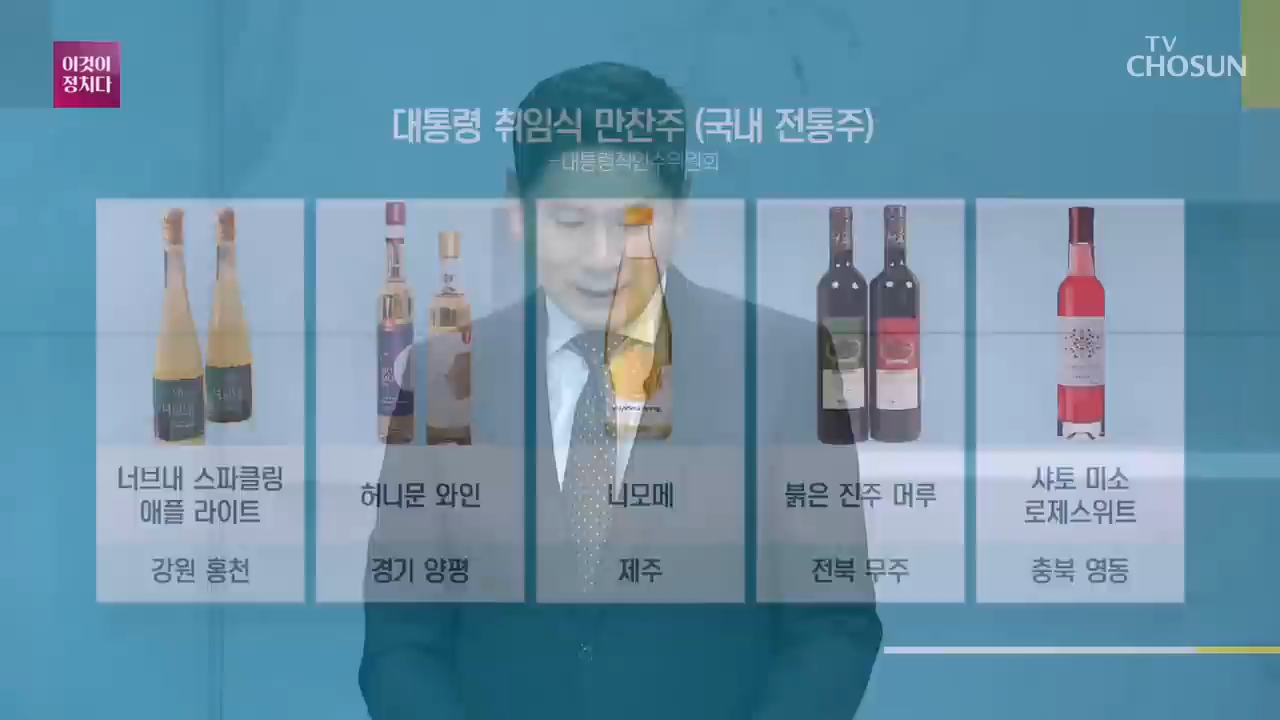 이것이
정치다
TV
CHOSUN
대통령 취임식 만찬주 (국내 전통주)
-대통령직인수위원회
너브내 스파클링
애플 라이트
허니문 와인
니모메
붉은 진주 머루
샤토 미소
로제스위트
강원 홍천
경기 양평
제주
전북 무주
충북 영동